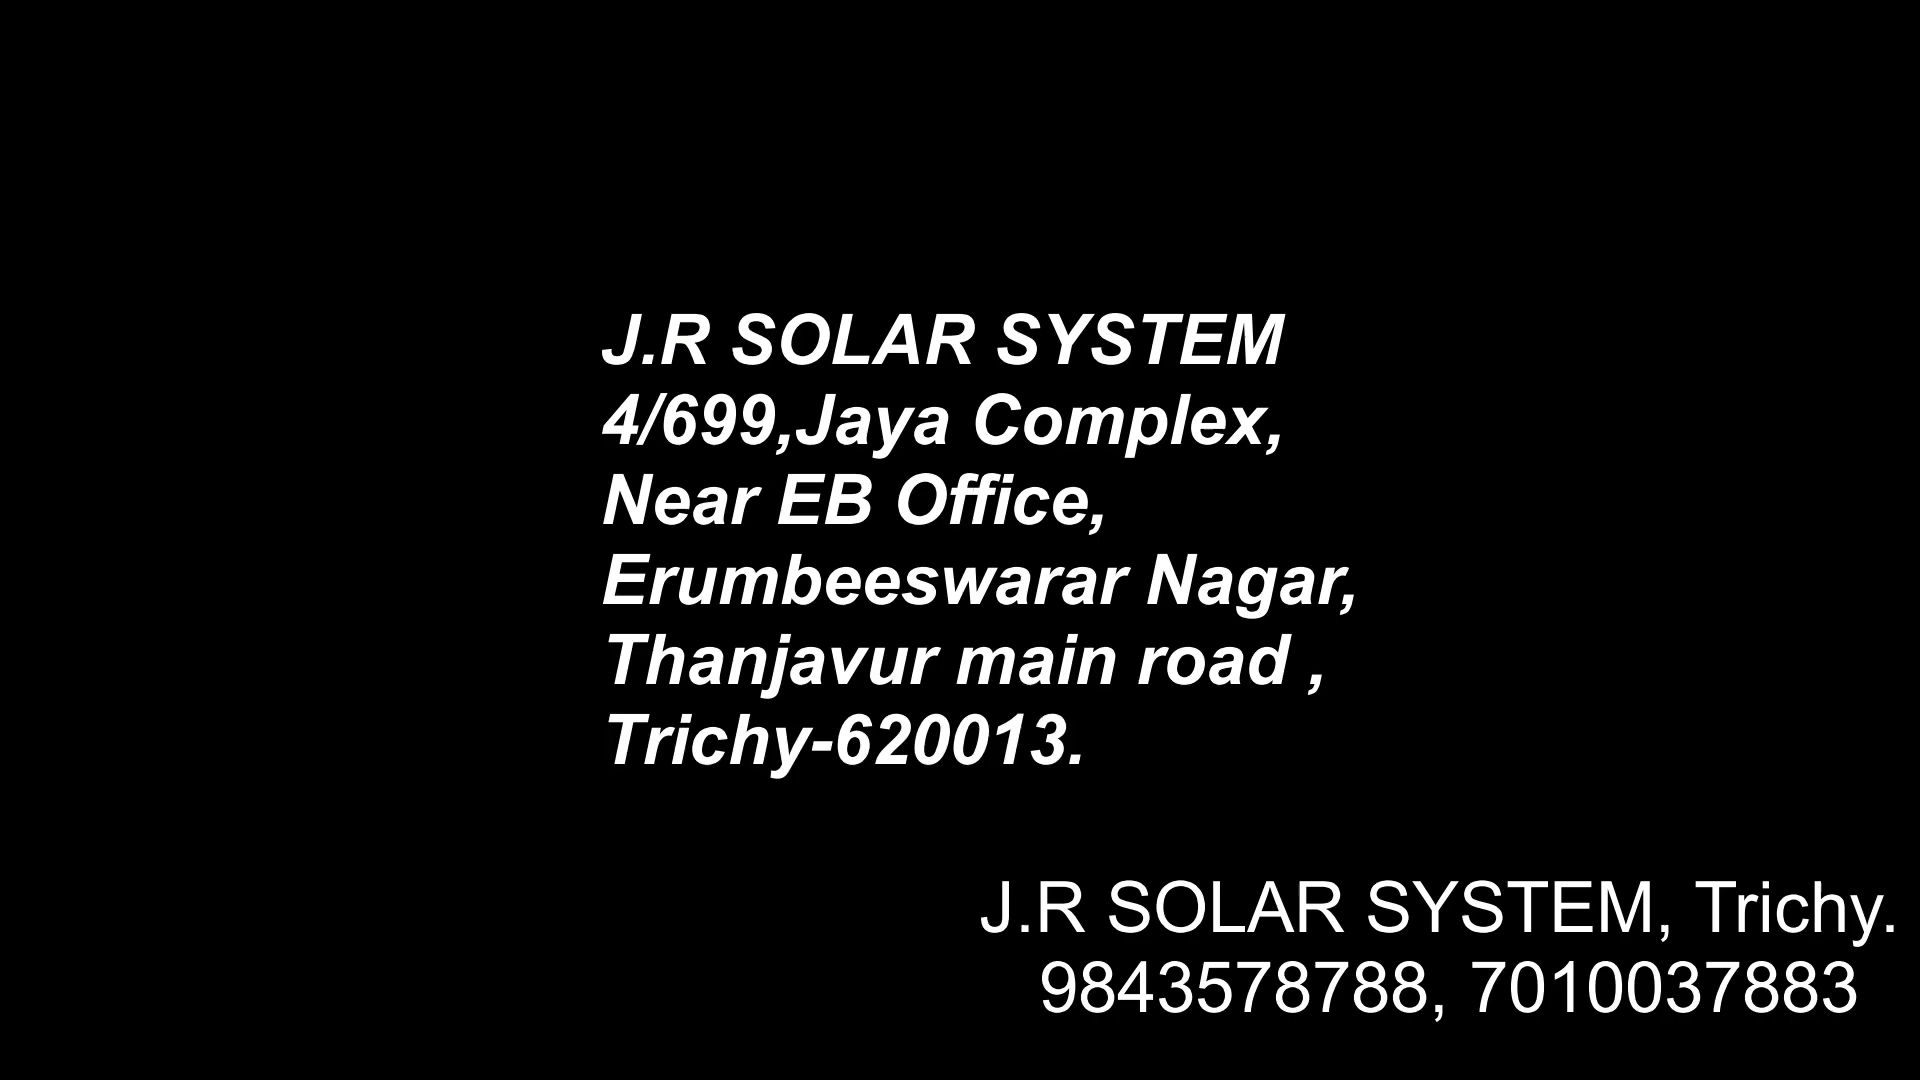 J.R SOLAR SYSTEM
4/699,Jaya Complex,
Near EB Office,
Erumbeeswarar Nagar,
Thanjavur main road ,
Trichy-620013.
J.R SOLAR SYSTEM, Trichy.
9843578788, 7010037883